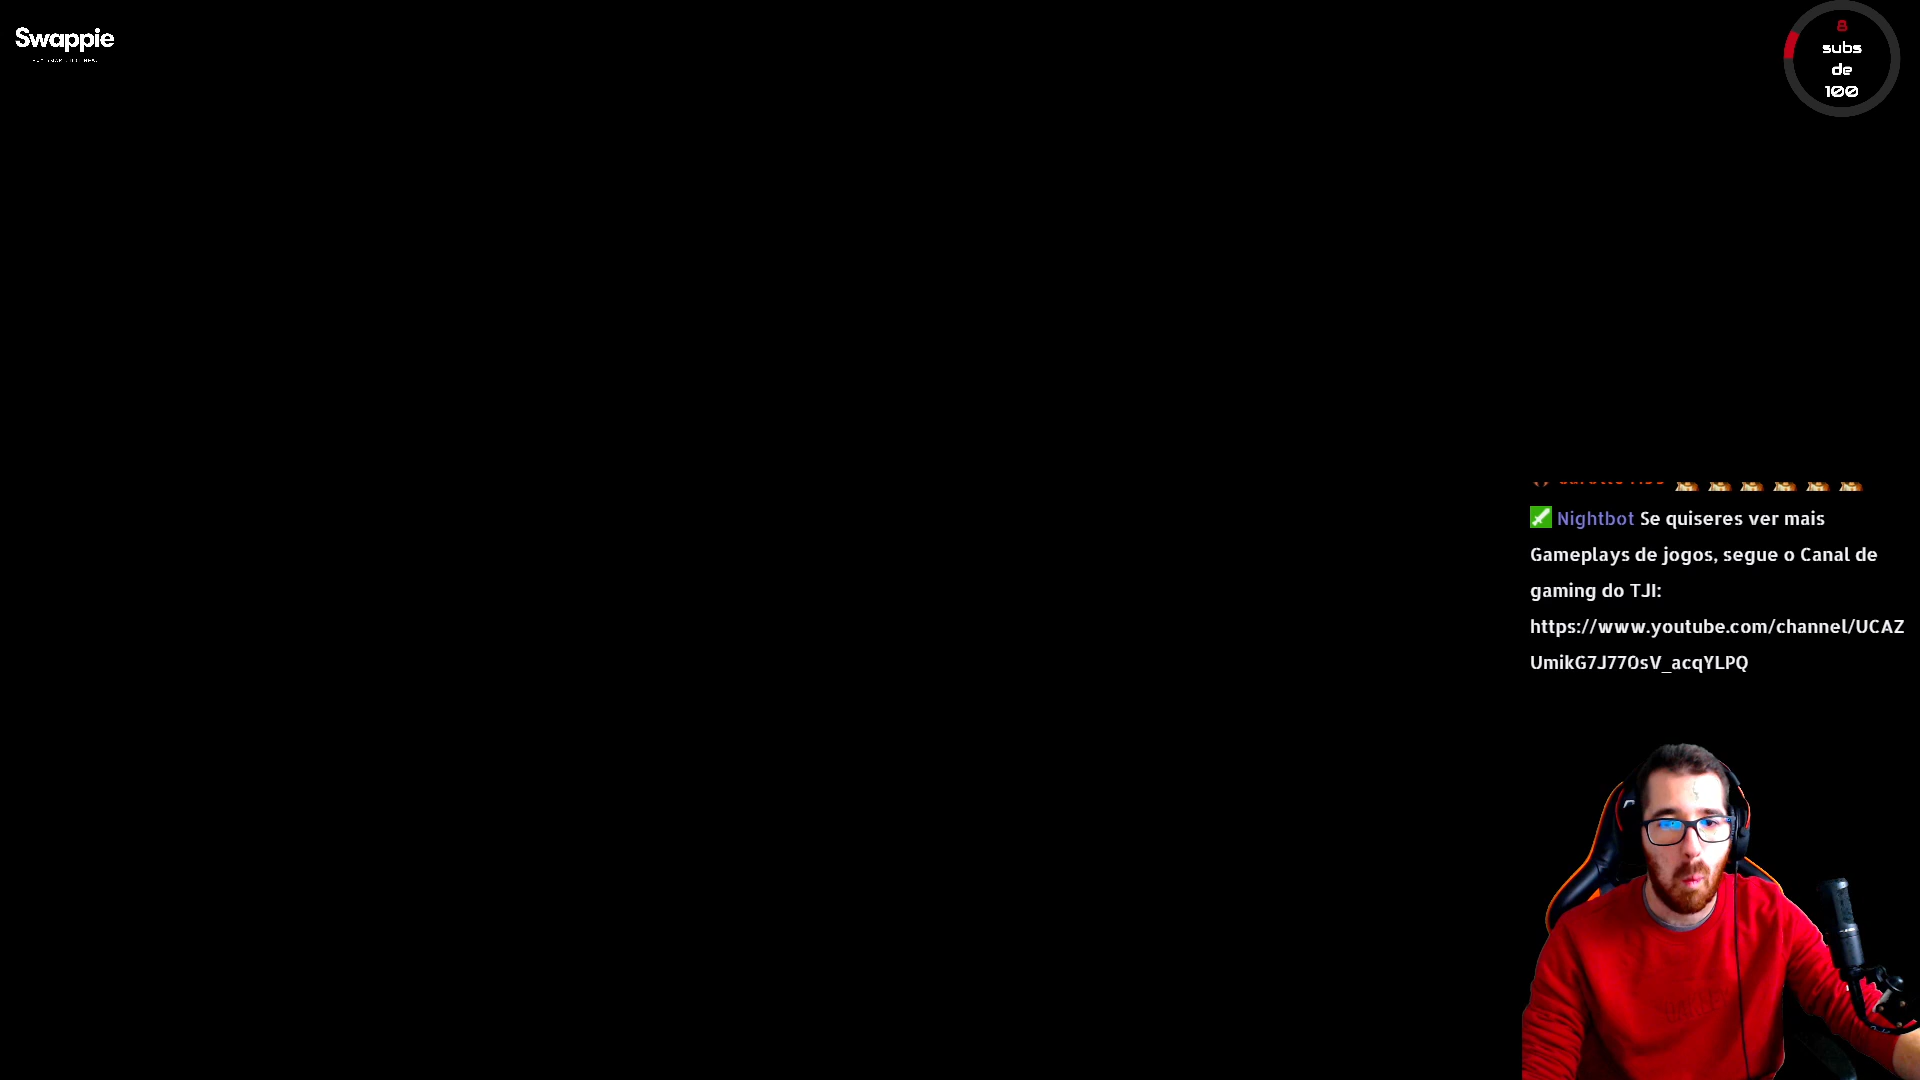 Swappie
8
subs
de
100
Nightbot Se quiseres ver mais
Gameplays de jogos, segue o Canal de
gaming do TJI:
https://www.youtube.com/channel/UCAZ
UmikG7J77OsV_acqYLPQ